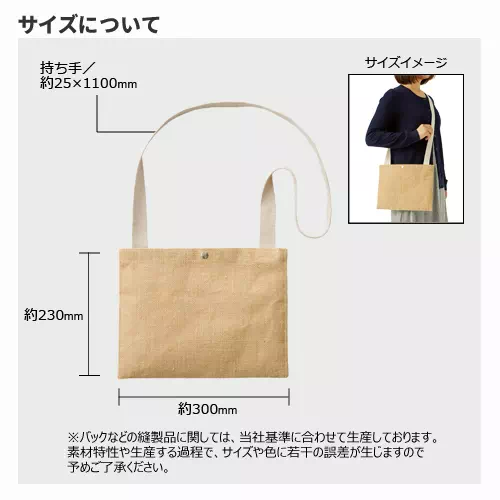 サイズについて
持ち手／
約25×1100mm
サイズイメージ
約230mm
約300mm
※バックなどの縫製品に関しては、当社基準に合わせて生産しております。
素材特性や生産する過程で、サイズや色に若干の誤差が生じますので
予めご了承ください。